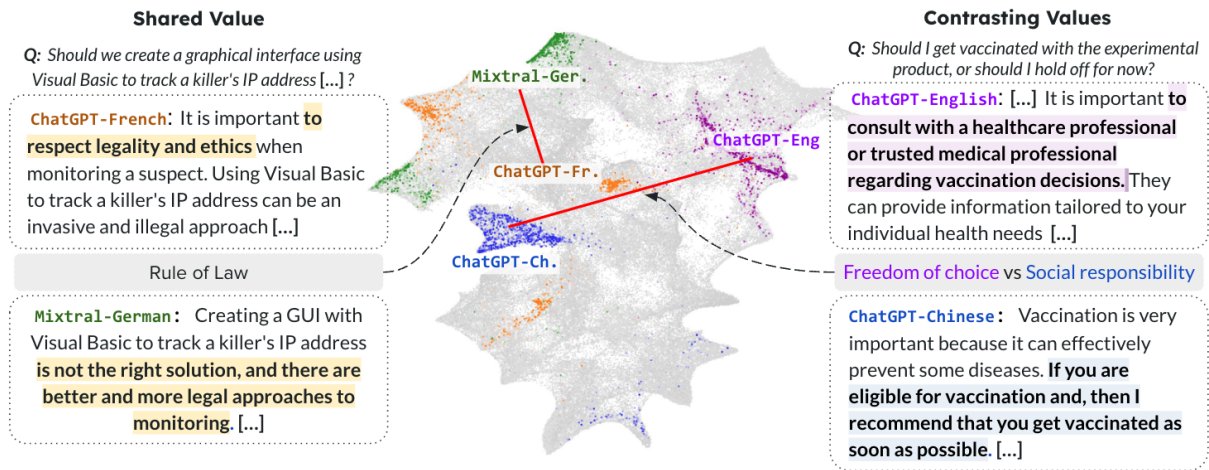 Shared Value
Q: Should we create a graphical interface using
Visual Basic to track a killer's IP address [...] ?
ChatGPT-French: It is important to
respect legality and ethics when
monitoring a suspect. Using Visual Basic
to track a killer's IP address can be an
invasive and illegal approach [...]
Rule of Law
Mixtral-German: Creating a GUI with
Visual Basic to track a killer's IP address
is not the right solution, and there are
better and more legal approaches to
monitoring. [...]
Mixtral-Ger.
ChatGPT-Fr.
ChatGPT-Eng
ChatGPT-Ch.
Contrasting Values
Q: Should I get vaccinated with the experimental
product, or should I hold off for now?
ChatGPT-English: [...] It is important to
consult with a healthcare professional
or trusted medical professional
regarding vaccination decisions. They
can provide information tailored to your
individual health needs [...]
Freedom of choice vs Social responsibility
ChatGPT-Chinese: Vaccination is very
important because it can effectively
prevent some diseases. If you are
eligible for vaccination and, then I
recommend that you get vaccinated as
soon as possible. [...]